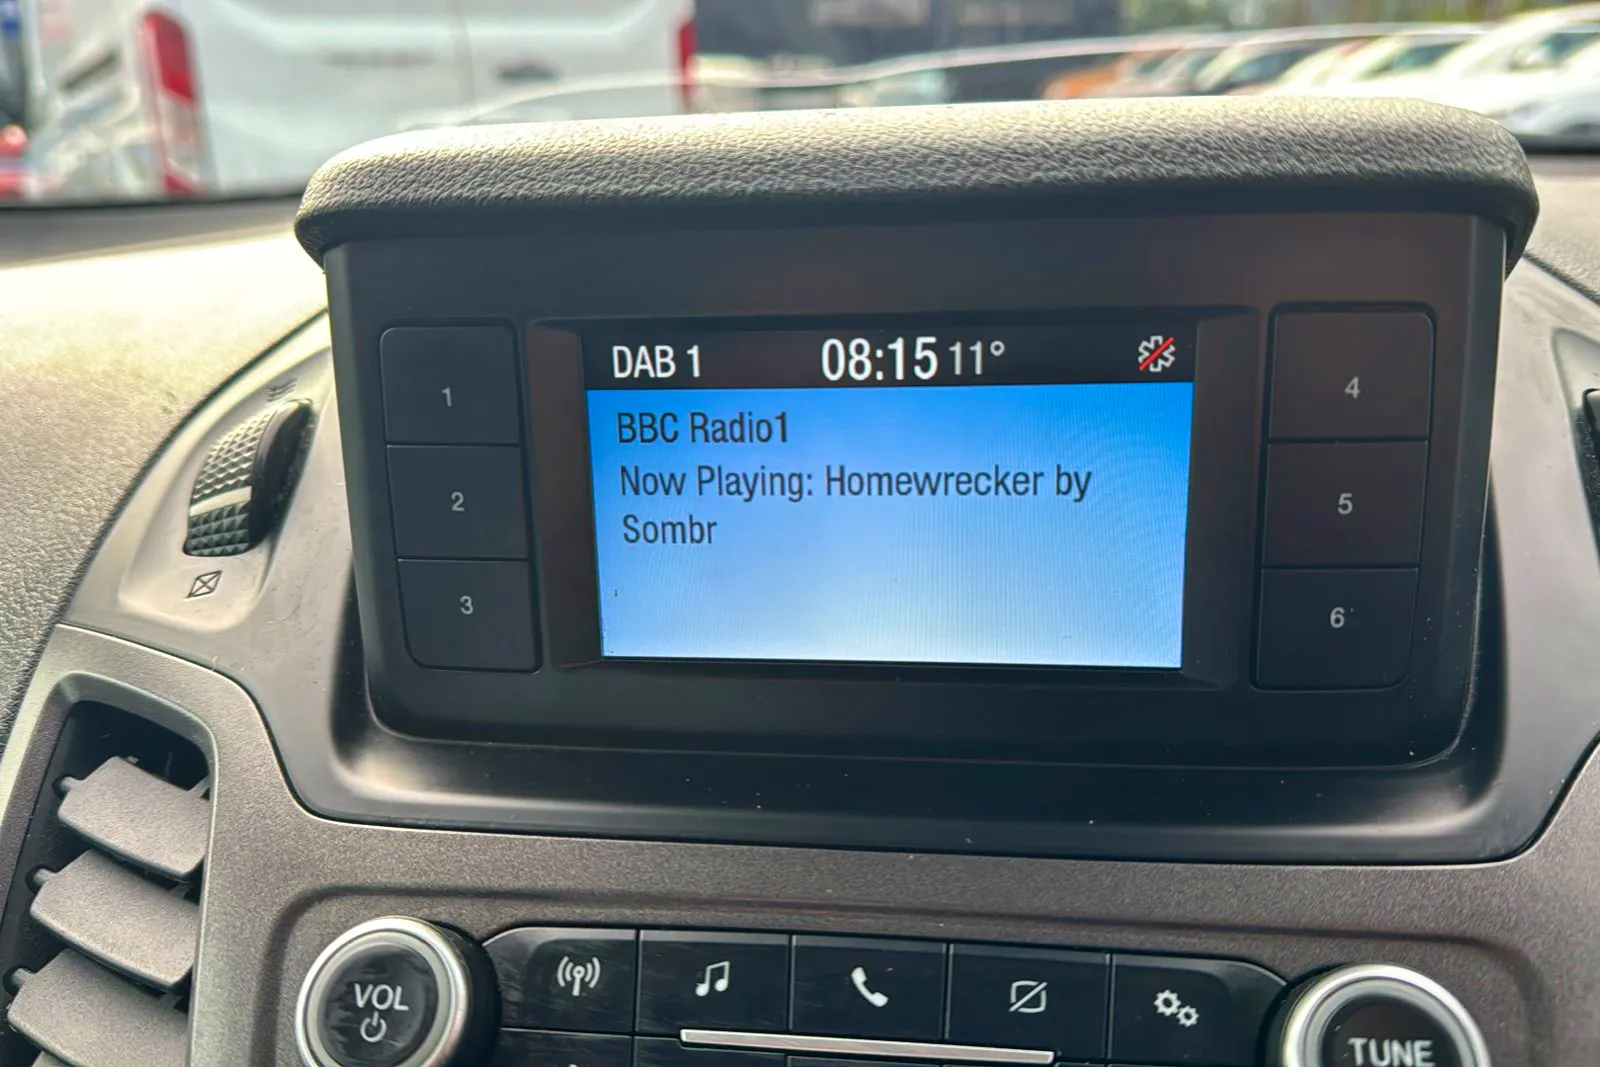 DAB 1 08:15 11°
BBC Radio1
Now Playing: Homewrecker by
Sombr
1
2
3
4
5
6
VOL
TUNE